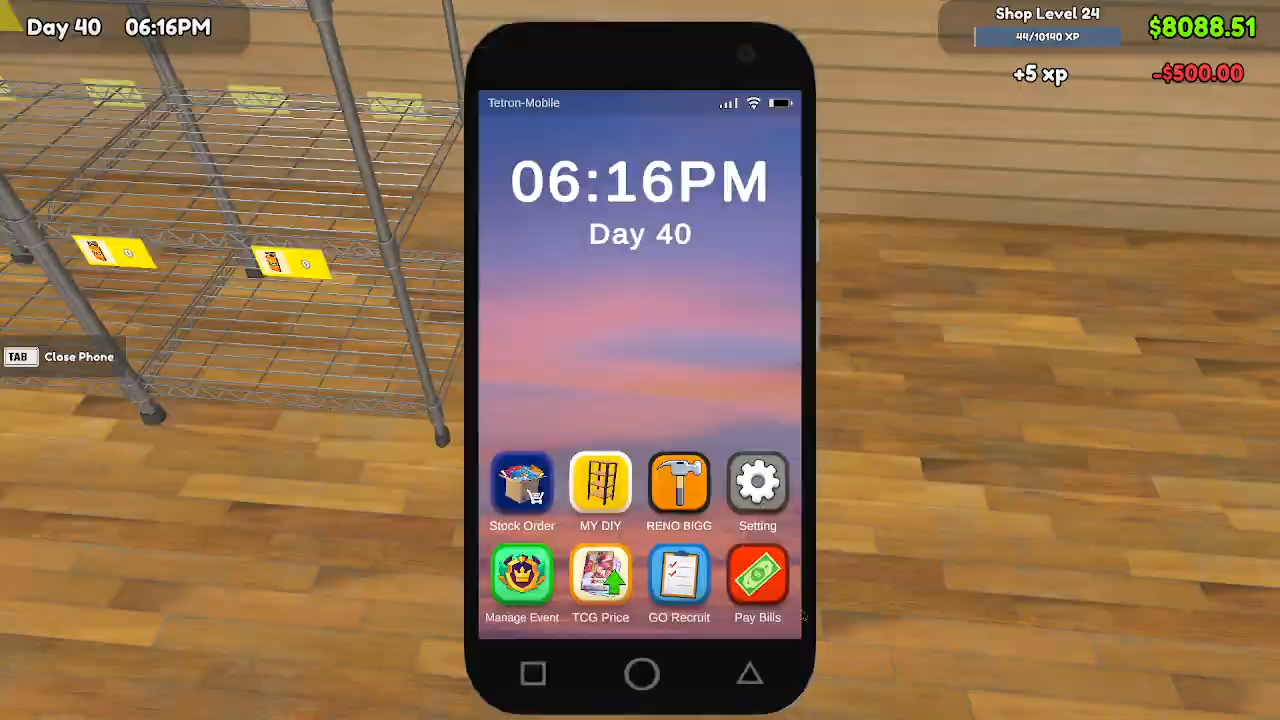 Day 40 06:16PM
Shop Level 24
44/10140 XP
$8088.51
+5 xp
-$500.00
Tetron-Mobile
06:16PM
Day 40
0
0
TAB Close Phone
Stock Order
MY DIY
RENO BIGG
Setting
Manage Event
TCG Price
GO Recruit
Pay Bills